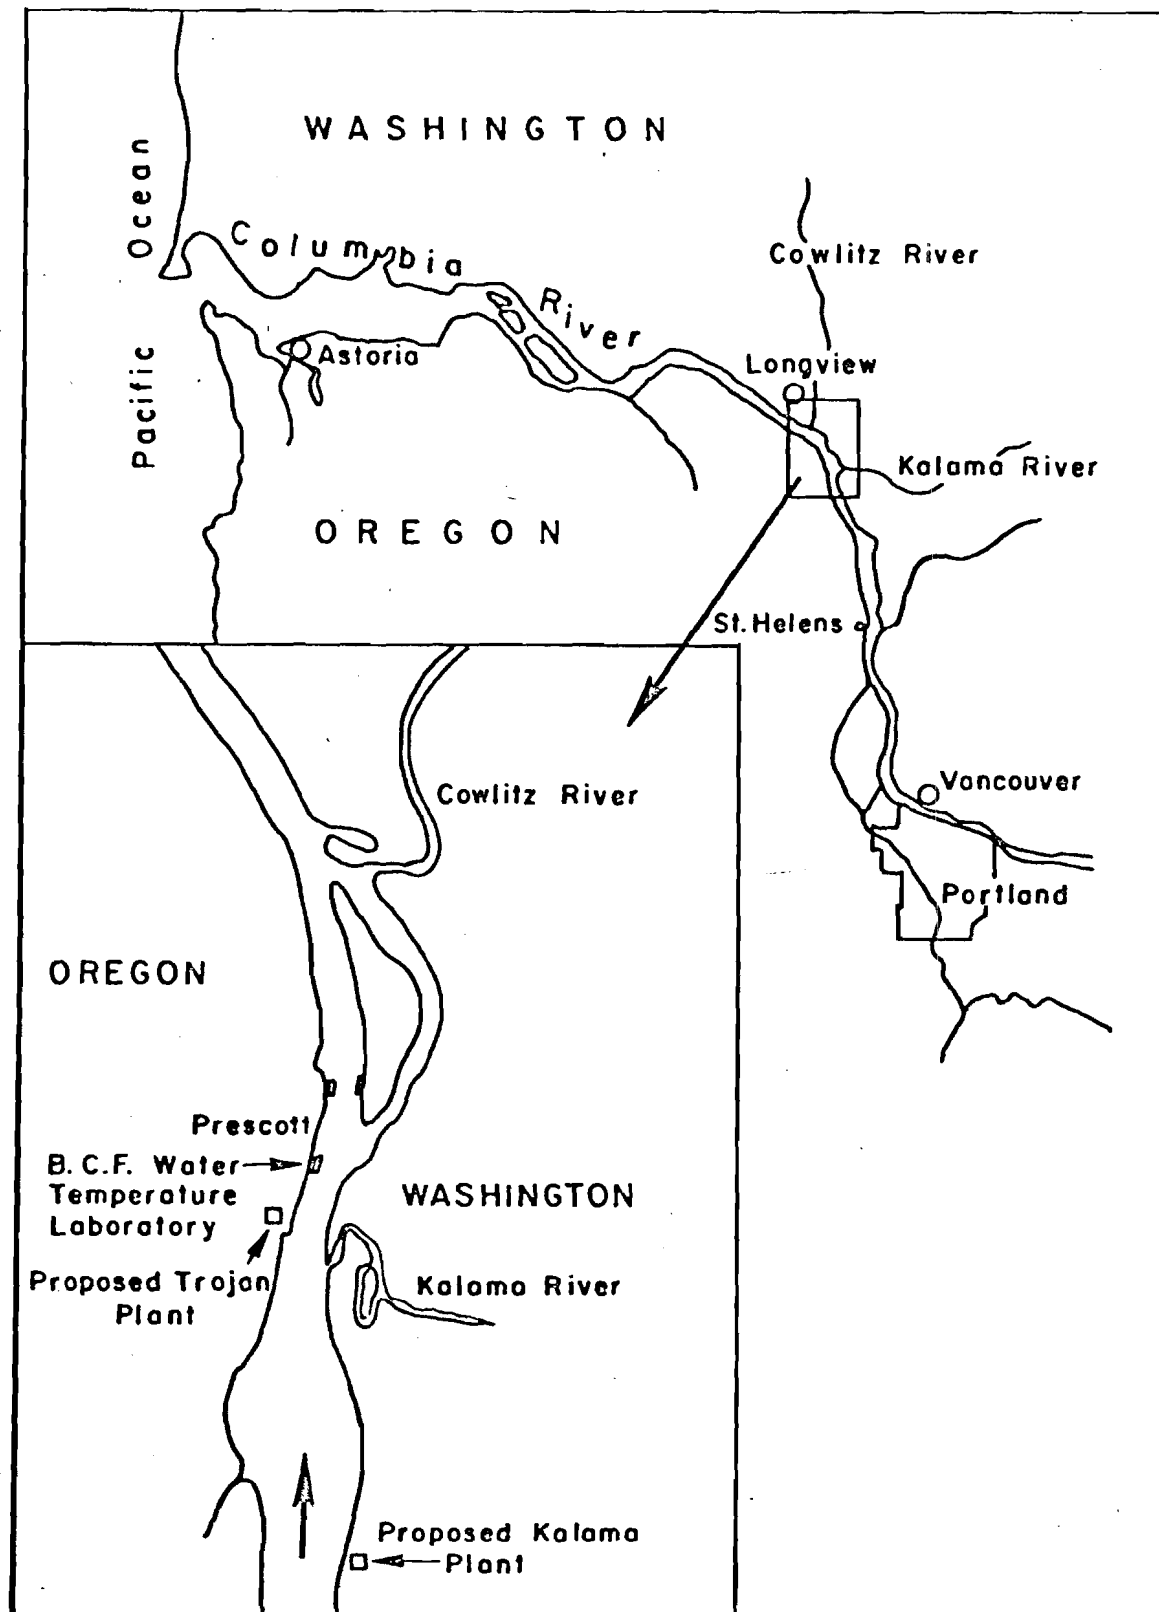 WASHINGTON
Pacific Ocean
Columbia River
Cowlitz River
Longview
Astoria
Kalama River
OREGON
St. Helens
Vancouver
Portland
Cowlitz River
OREGON
Prescott
B. C. F. Water
Temperature
Laboratory
WASHINGTON
Proposed Trojan
Plant
Kalama River
Proposed Kalama
Plant